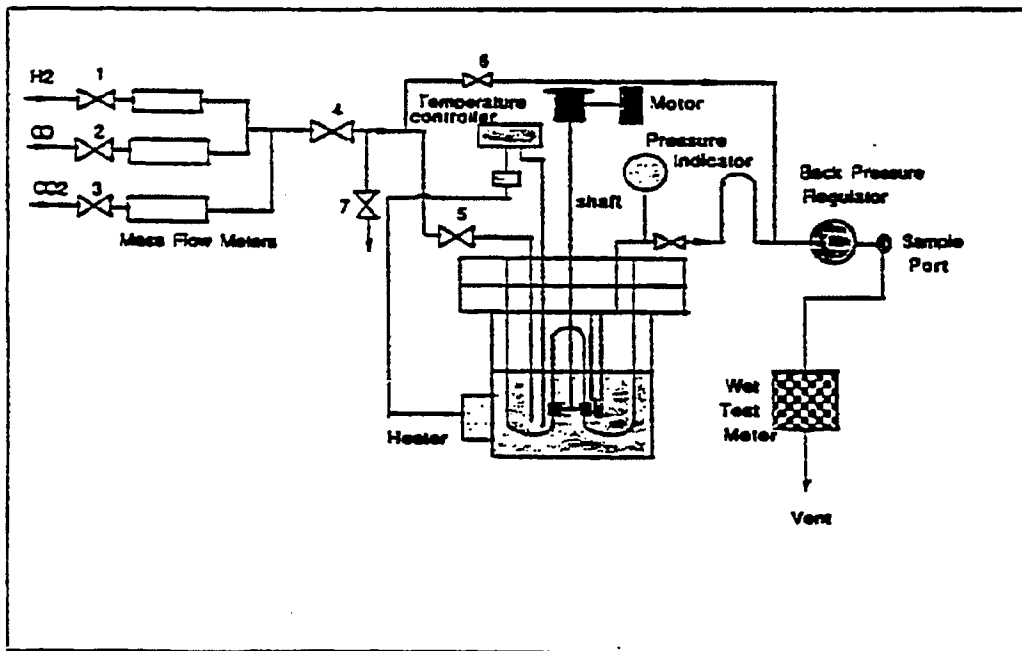 H2
1
2
CO2
3
Mass Flow Meters
4
7
5
6
Temperature
controller
Motor
Pressure
Indicator
shaft
Back Pressure
Regulator
Sample
Port
Heater
Wet
Test
Meter
Vent